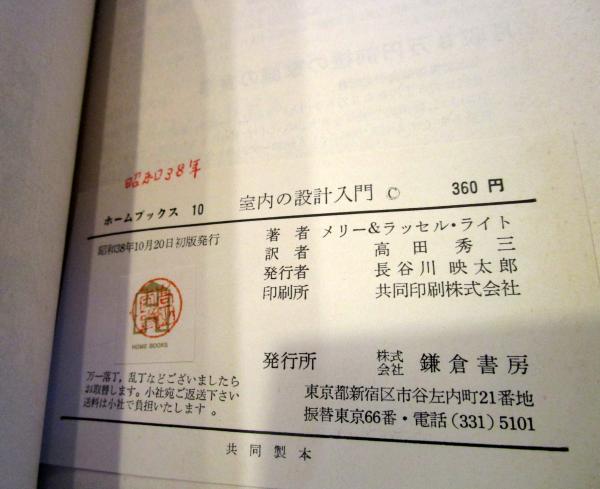 昭和38年
ホームブックス 10 室内の設計入門 © 360円
昭和38年10月20日初版発行
著者 メリー&ラッセル・ライト
訳者 高田秀三
発行者 長谷川映太郎
印刷所 共同印刷株式会社
HOME BOOKS
発行所 株式会社 鎌倉書房
万一落丁,乱丁などございましたら
お取替します。小社宛ご返送下さい
送料は小社で負担いたします。
東京都新宿区市谷左内町21番地
振替東京66番・電話(331)5101
共同製本